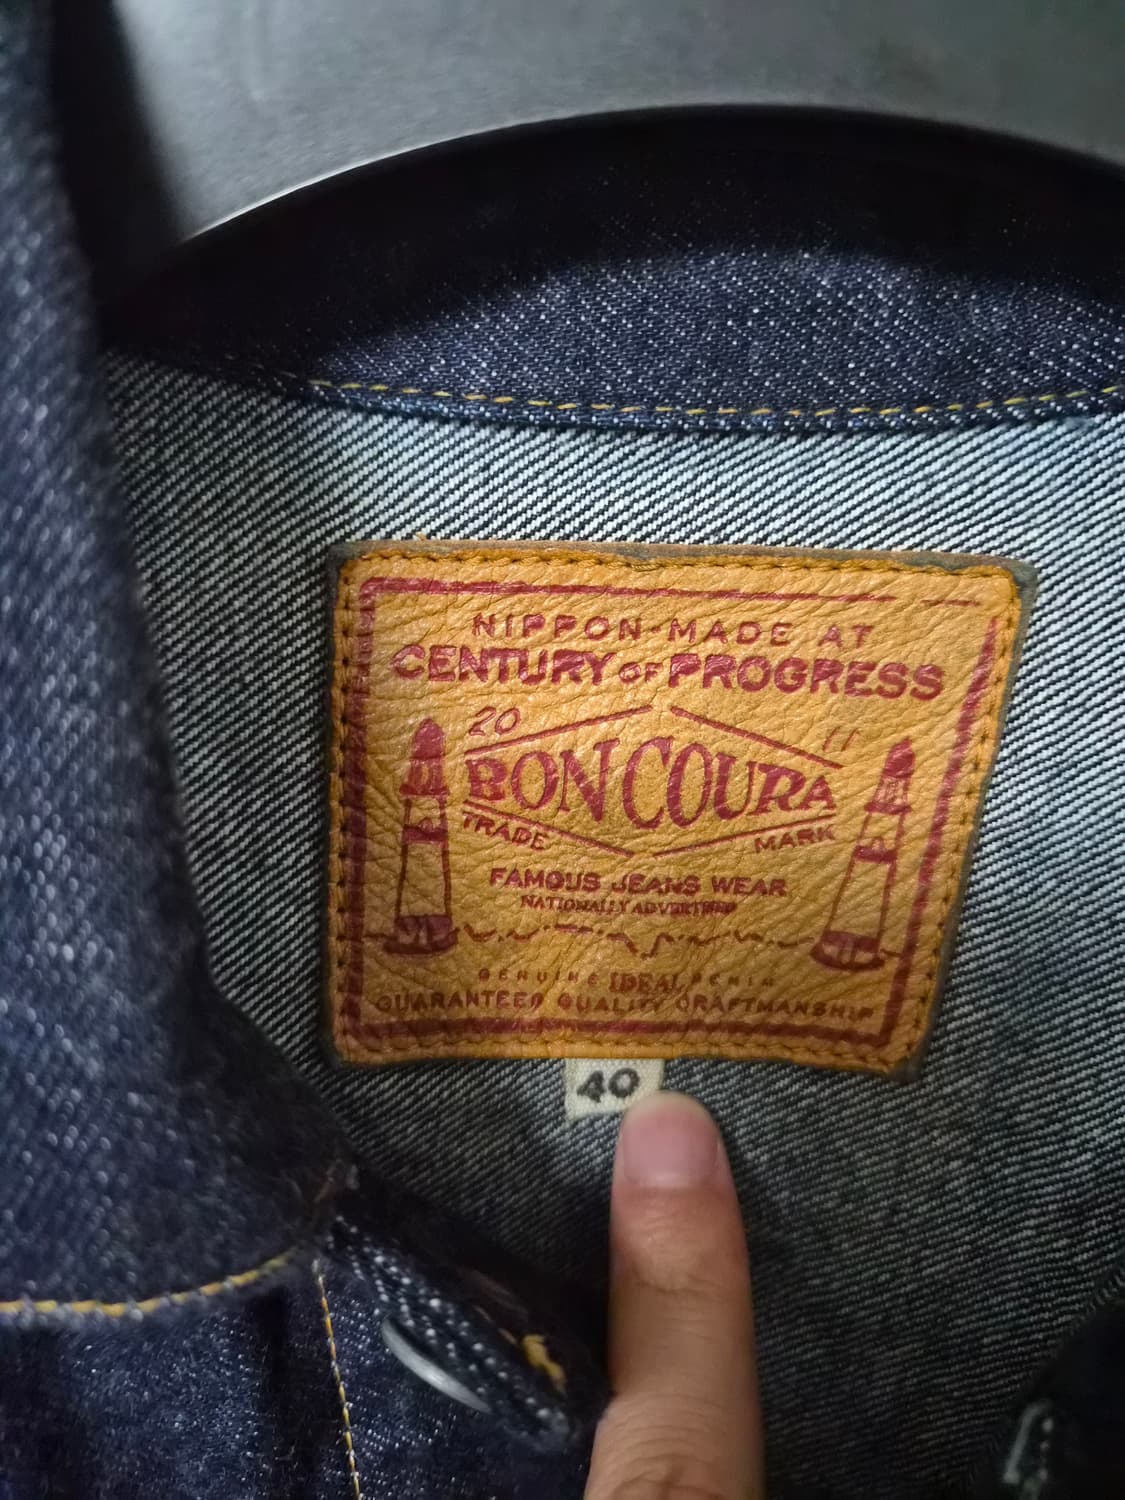 NIPPON-MADE AT
CENTURY OF PROGRESS
20 11
BONCOURA
TRADE MARK
FAMOUS JEANS WEAR
NATIONALLY ADVERTISED
GENUINE IDEAL DENIM
GUARANTEED QUALITY CRAFTMANSHIP
40